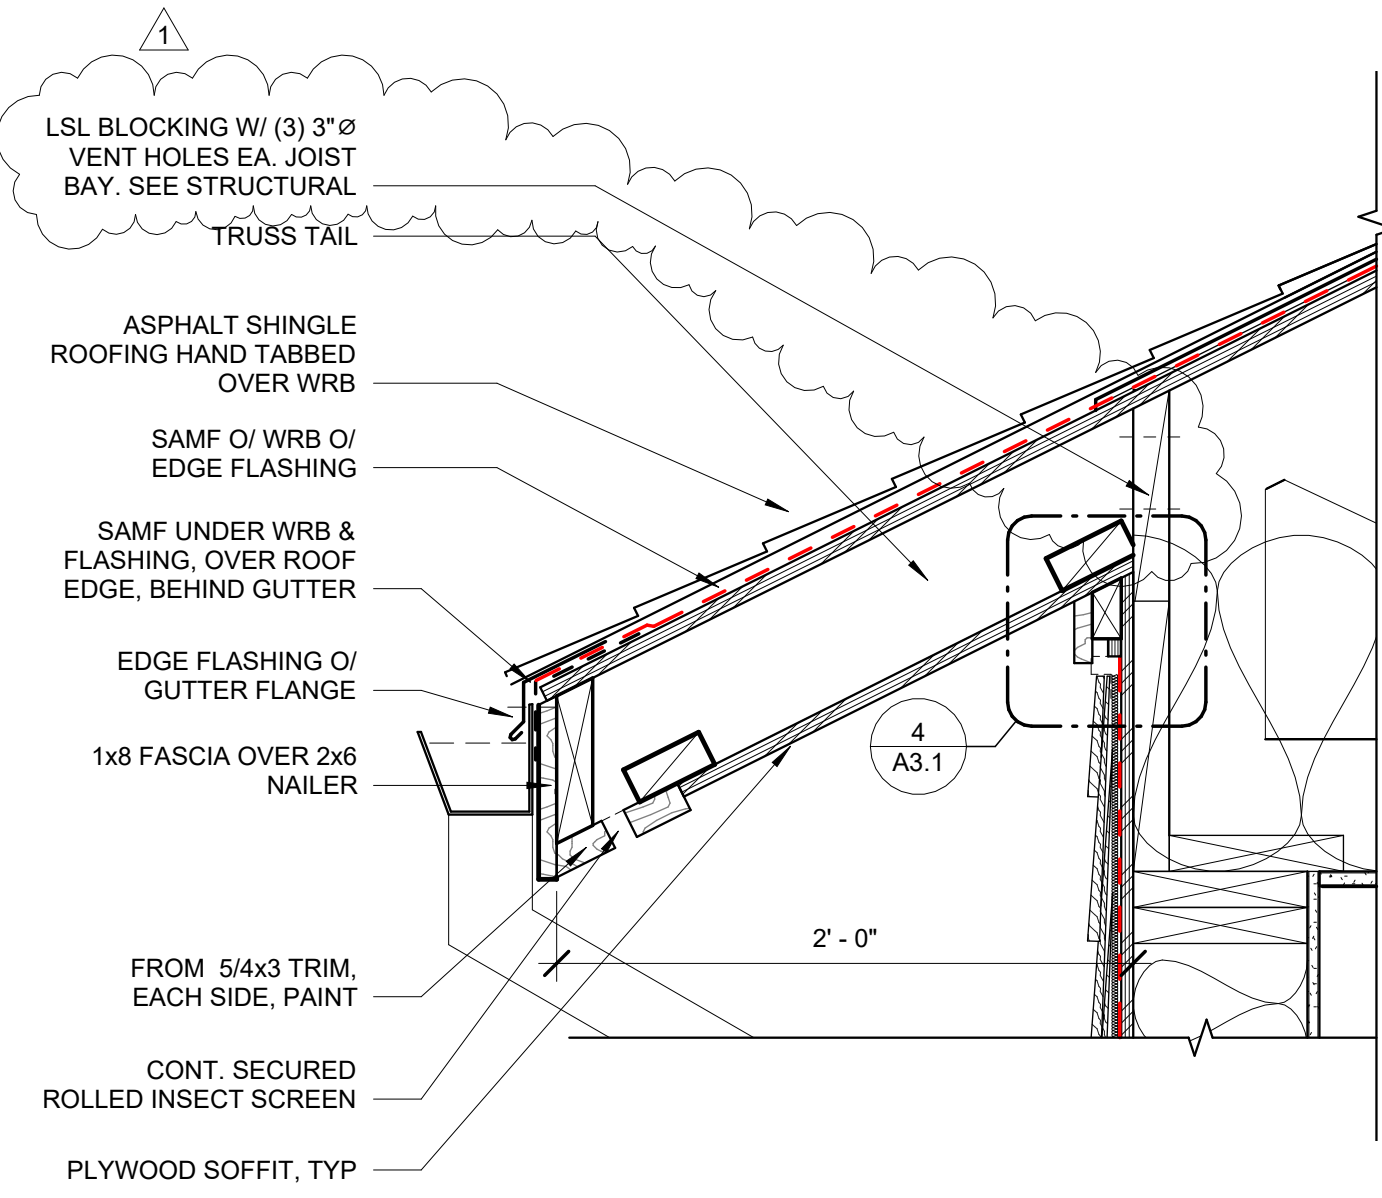 1
LSL BLOCKING W/ (3) 3"Ø
VENT HOLES EA. JOIST
BAY. SEE STRUCTURAL
TRUSS TAIL
ASPHALT SHINGLE
ROOFING HAND TABBED
OVER WRB
SAMF O/ WRB O/
EDGE FLASHING
SAMF UNDER WRB &
FLASHING, OVER ROOF
EDGE, BEHIND GUTTER
EDGE FLASHING O/
GUTTER FLANGE
1x8 FASCIA OVER 2x6
NAILER
4
A3.1
2' - 0"
FROM  5/4x3 TRIM,
EACH SIDE, PAINT
CONT. SECURED
ROLLED INSECT SCREEN
PLYWOOD SOFFIT, TYP